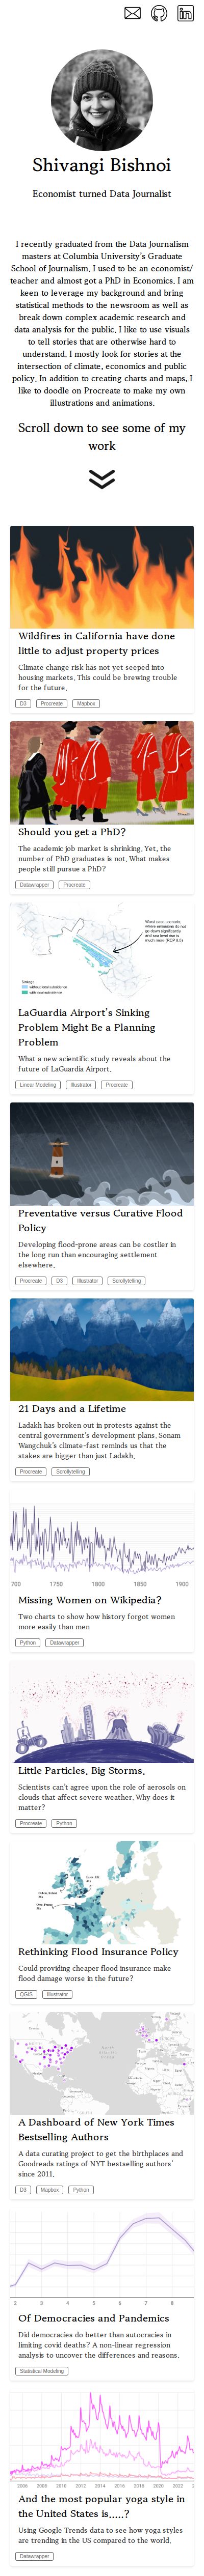 Shivangi Bishnoi
Economist turned Data Journalist
I recently graduated from the Data Journalism
masters at Columbia University's Graduate
School of Journalism. I used to be an economist/
teacher and almost got a PhD in Economics. I am
keen to leverage my background and bring
statistical methods to the newsroom as well as
break down complex academic research and
data analysis for the public. I like to use visuals
to tell stories that are otherwise hard to
understand. I mostly look for stories at the
intersection of climate, economics and public
policy. In addition to creating charts and maps, I
like to doodle on Procreate to make my own
illustrations and animations.
Scroll down to see some of my
work
Wildfires in California have done
little to adjust property prices
Climate change risk has not yet seeped into
housing markets. This could be brewing trouble
for the future.
D3 Procreate Mapbox
Should you get a PhD?
The academic job market is shrinking. Yet, the
number of PhD graduates is not. What makes
people still pursue a PhD?
Datawrapper Procreate
LaGuardia Airport's Sinking
Problem Might Be a Planning
Problem
What a new scientific study reveals about the
future of LaGuardia Airport.
Linear Modeling Illustrator Procreate
Preventative versus Curative Flood
Policy
Developing flood-prone areas can be costlier in
the long run than encouraging settlement
elsewhere.
Procreate D3 Illustrator Scrollytelling
21 Days and a Lifetime
Ladakh has broken out in protests against the
central government's development plans. Sonam
Wangchuk's climate-fast reminds us that the
stakes are bigger than just Ladakh.
Procreate Scrollytelling
700 1750 1800 1850 1900
Missing Women on Wikipedia?
Two charts to show how history forgot women
more easily than men
Python Datawrapper
Little Particles. Big Storms.
Scientists can't agree upon the role of aerosols on
clouds that affect severe weather. Why does it
matter?
Procreate Python
Rethinking Flood Insurance Policy
Could providing cheaper flood insurance make
flood damage worse in the future?
QGIS Illustrator
A Dashboard of New York Times
Bestselling Authors
A data curating project to get the birthplaces and
Goodreads ratings of NYT bestselling authors'
since 2011.
D3 Mapbox Python
2 3 4 5 6 7 8
Of Democracies and Pandemics
Did democracies do better than autocracies in
limiting covid deaths? A non-linear regression
analysis to uncover the differences and reasons.
Statistical Modeling
2006 2008 2010 2012 2014 2016 2018 2020 2022
And the most popular yoga style in
the United States is.....?
Using Google Trends data to see how yoga styles
are trending in the US compared to the world.
Datawrapper